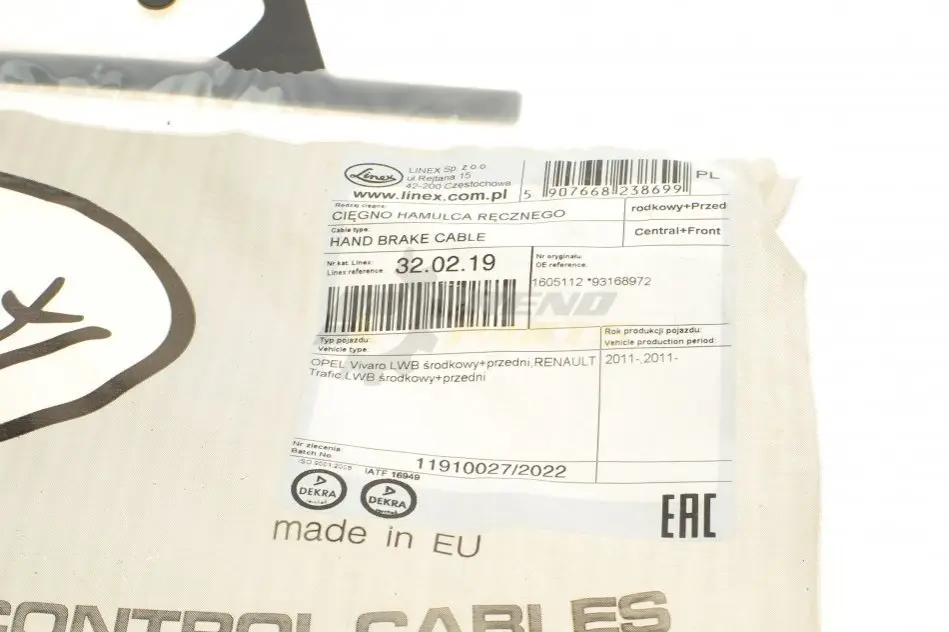 Linex
LINEX Sp. z o.o.
ul Rejtana 15
42-200 Częstochowa
www.linex.com.pl
5 907668 238699
PL
Rodzaj cięgna:
CIĘGNO HAMULCA RĘCZNEGO
rodkowy+Przed
Cable type:
HAND BRAKE CABLE
Central+Front
Nr.kat. Linex:
Linex reference
32.02.19
Nr oryginału:
OE reference:
1605112 *93168972
Typ pojazdu:
Vehicle type:
Rok produkcji pojazdu:
Vehicle production period:
OPEL Vivaro LWB środkowy+przedni,RENAULT
Trafic LWB środkowy+przedni
2011-,2011-
Nr zlecenia
Batch No
11910027/2022
ISO 9001:2008
IATF 16949
DEKRA
DEKRA
EAC
made in EU
CONTROL CABLES